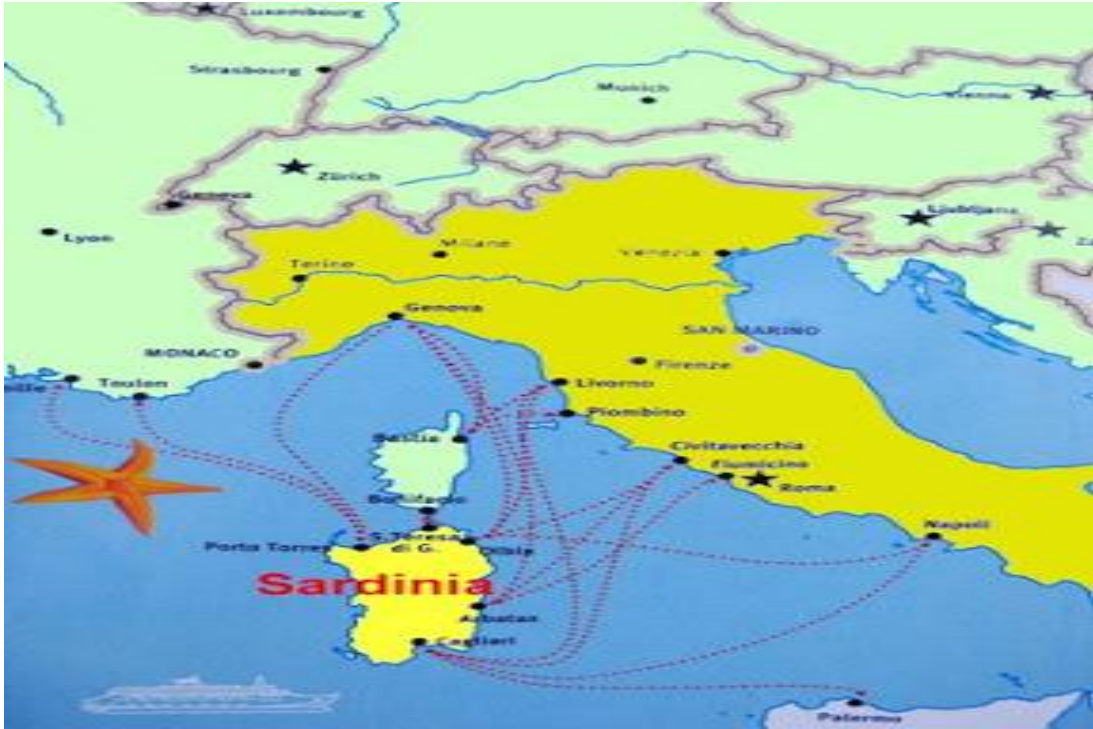 Luxembourg
Strasbourg
Munich
Vienna
Zürich
Geneva
Ljubljana
Lyon
Milano
Venezia
Torino
Genova
SAN MARINO
MONACO
Firenze
Toulon
Livorno
Piombino
Bastia
Civitavecchia
Fiumicino
Roma
Bonifacio
Napoli
S. Teresa
di G.
Porto Torres
Olbia
Sardinia
Arbatax
Cagliari
Palermo